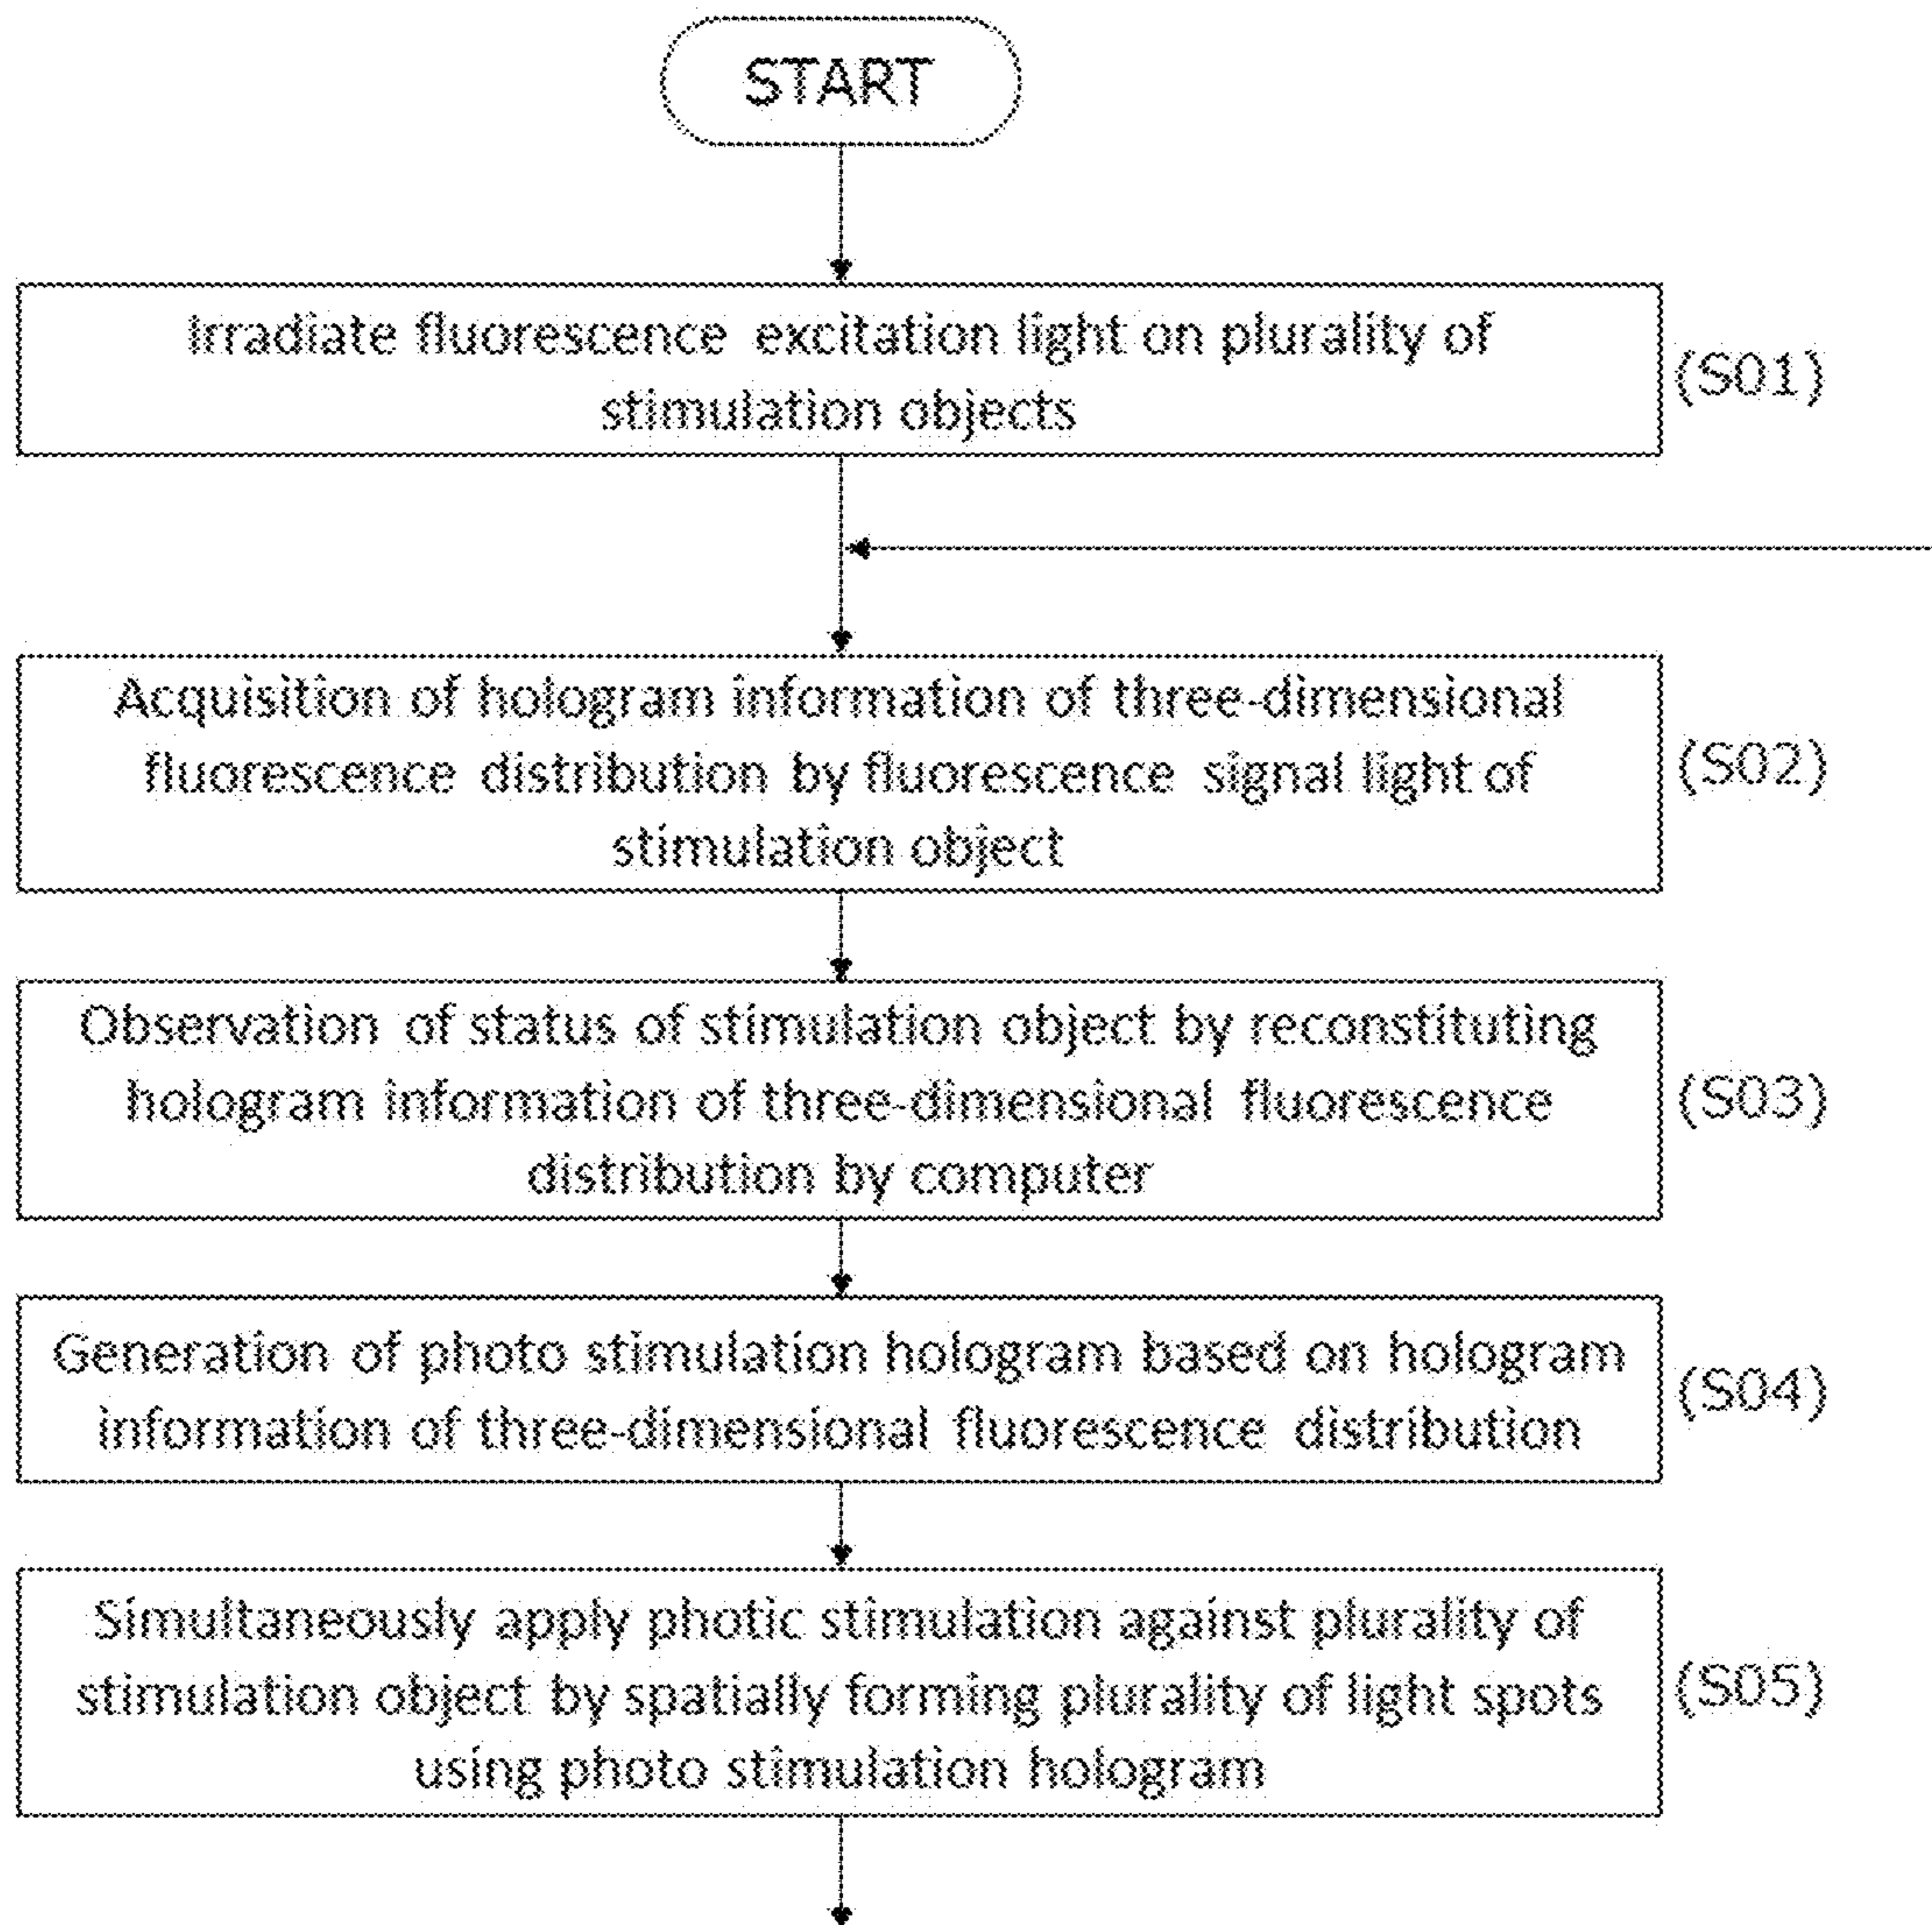 START
Irradiate fluorescence excitation light on plurality of
stimulation objects
(S01)
Acquisition of hologram information of three-dimensional
fluorescence distribution by fluorescence signal light of
stimulation object
(S02)
Observation of status of stimulation object by reconstituting
hologram information of three-dimensional fluorescence
distribution by computer
(S03)
Generation of photo stimulation hologram based on hologram
information of three-dimensional fluorescence distribution
(S04)
Simultaneously apply photic stimulation against plurality of
stimulation object by spatially forming plurality of light spots
using photo stimulation hologram
(S05)